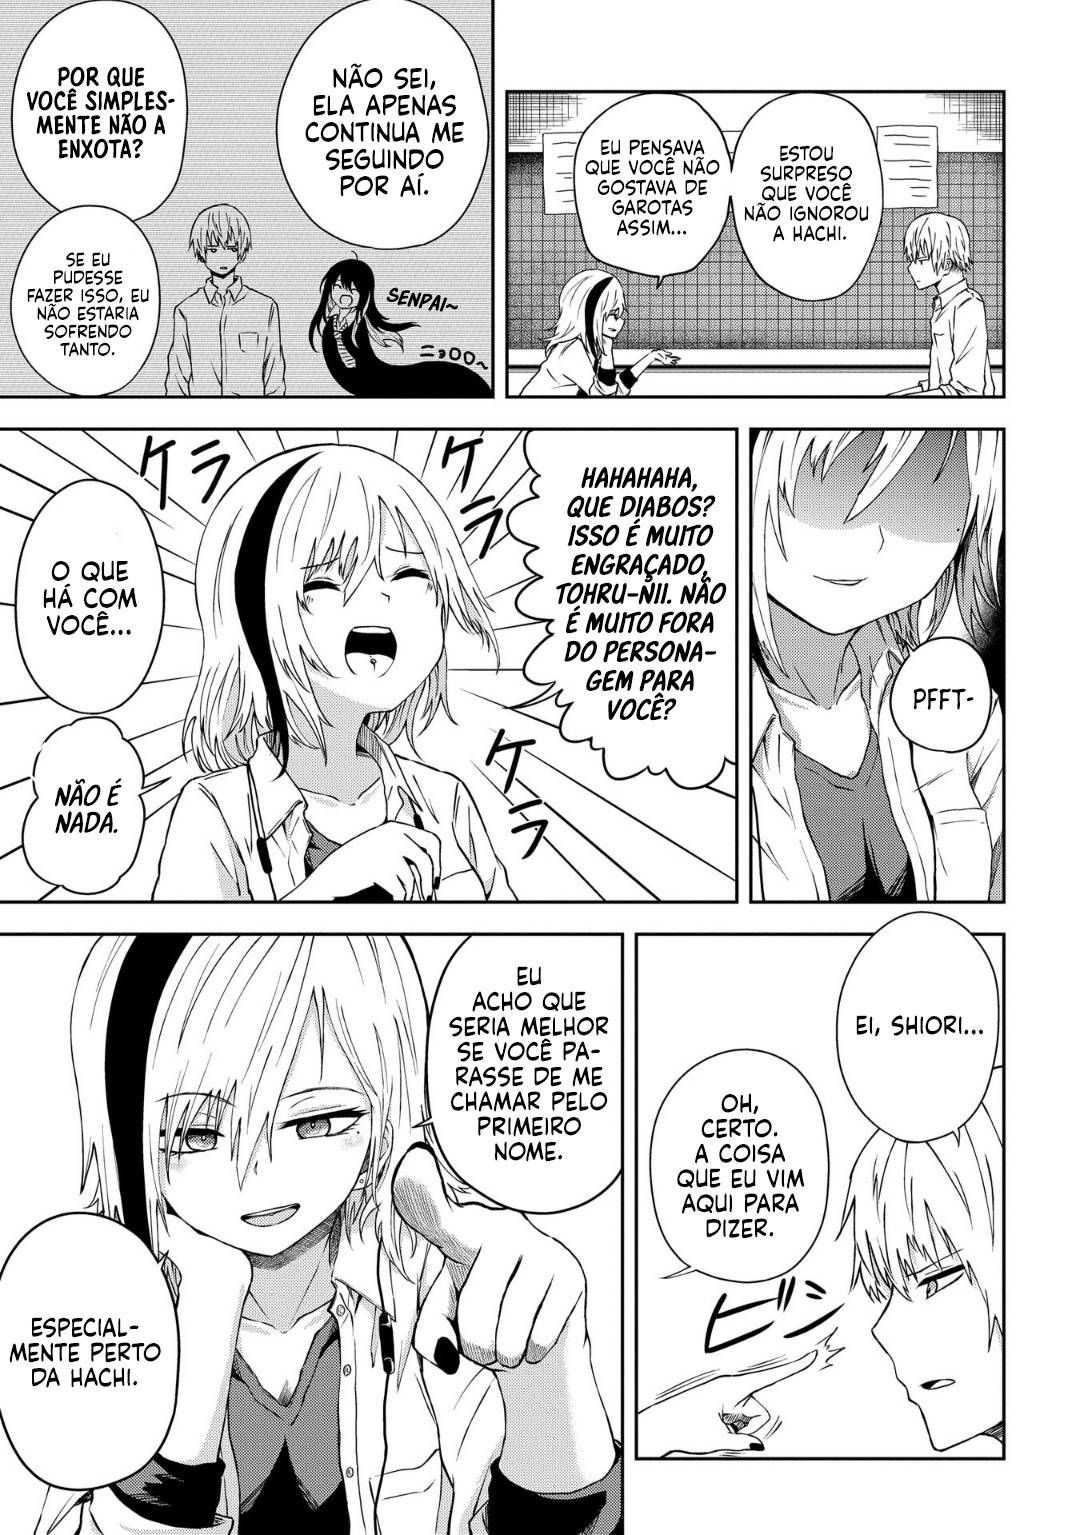 ESTOU
SURPRESO
QUE VOCÊ
NÃO IGNOROU
A HACHI.
EU PENSAVA
QUE VOCÊ NÃO
GOSTAVA DE
GAROTAS
ASSIM...
NÃO SEI,
ELA APENAS
CONTINUA ME
SEGUINDO
POR AÍ.
POR QUE
VOCÊ SIMPLES-
MENTE NÃO A
ENXOTA?
SE EU
PUDESSE
FAZER ISSO, EU
NÃO ESTARIA
SOFRENDO
TANTO.
SENPAI~
ニョロロ~
PFFT-
HAHAHAHA,
QUE DIABOS?
ISSO É MUITO
ENGRAÇADO,
TOHRU-NII. NÃO
É MUITO FORA
DO PERSONA-
GEM PARA
VOCÊ?
ケラ
ケラ
ケラ
O QUE
HÁ COM
VOCÊ...
NÃO É
NADA.
EI, SHIORI...
OH,
CERTO.
A COISA
QUE EU VIM
AQUI PARA
DIZER.
ビシ
EU
ACHO QUE
SERIA MELHOR
SE VOCÊ PA-
RASSE DE ME
CHAMAR PELO
PRIMEIRO
NOME.
ESPECIAL-
MENTE PERTO
DA HACHI.